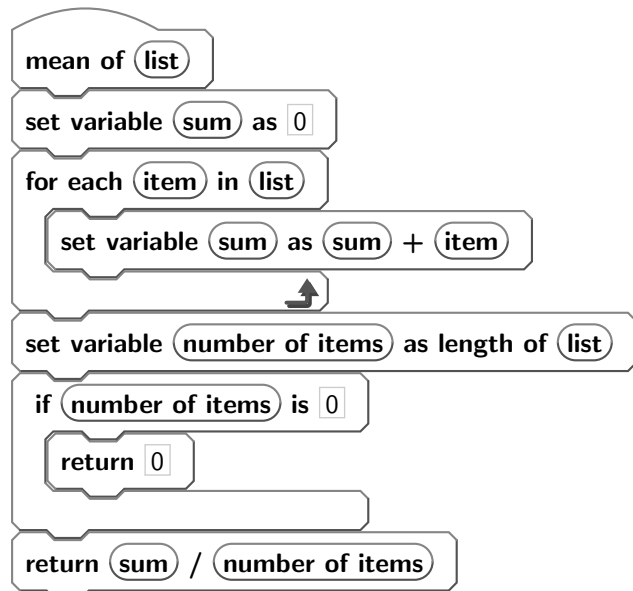 mean of list
set variable sum as 0
for each item in list
set variable sum as sum + item
set variable number of items as length of list
if number of items is 0
return 0
return sum / number of items